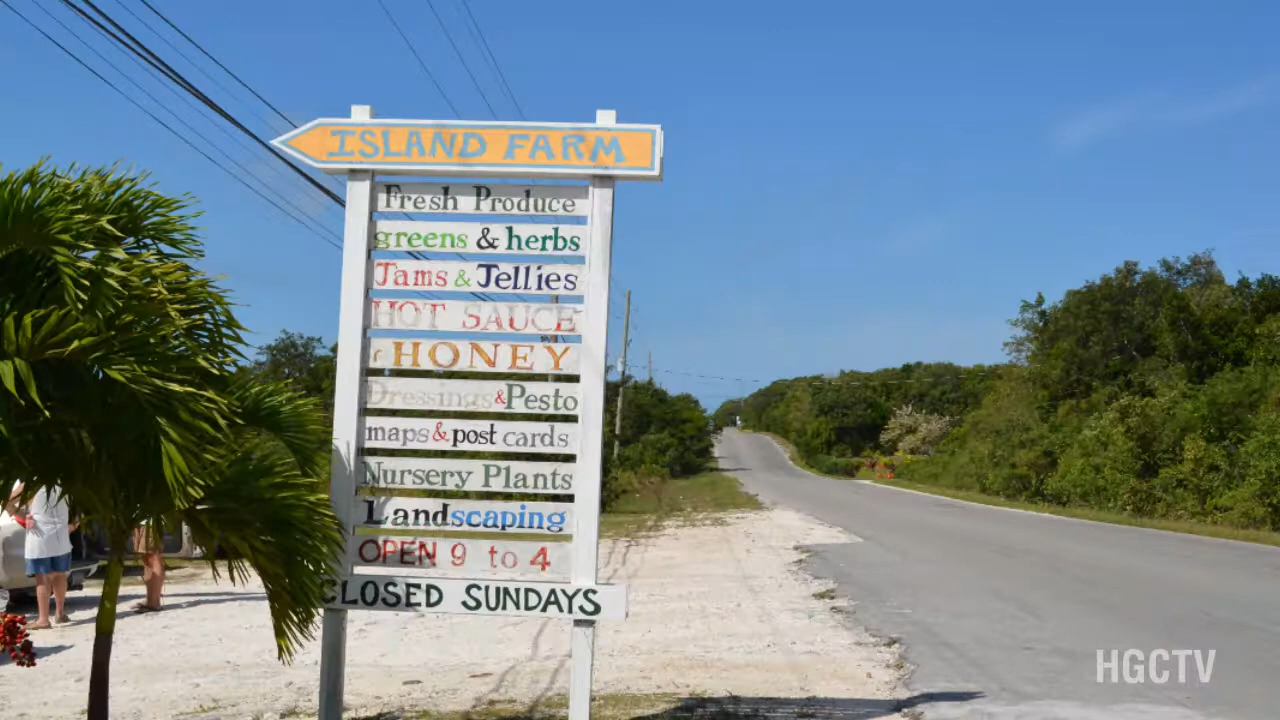 ISLAND FARM
Fresh Produce
greens & herbs
Jams & Jellies
HOT SAUCE
HONEY
Dressings & Pesto
maps & post cards
Nursery Plants
Landscaping
OPEN 9 to 4
CLOSED SUNDAYS
HGCTV